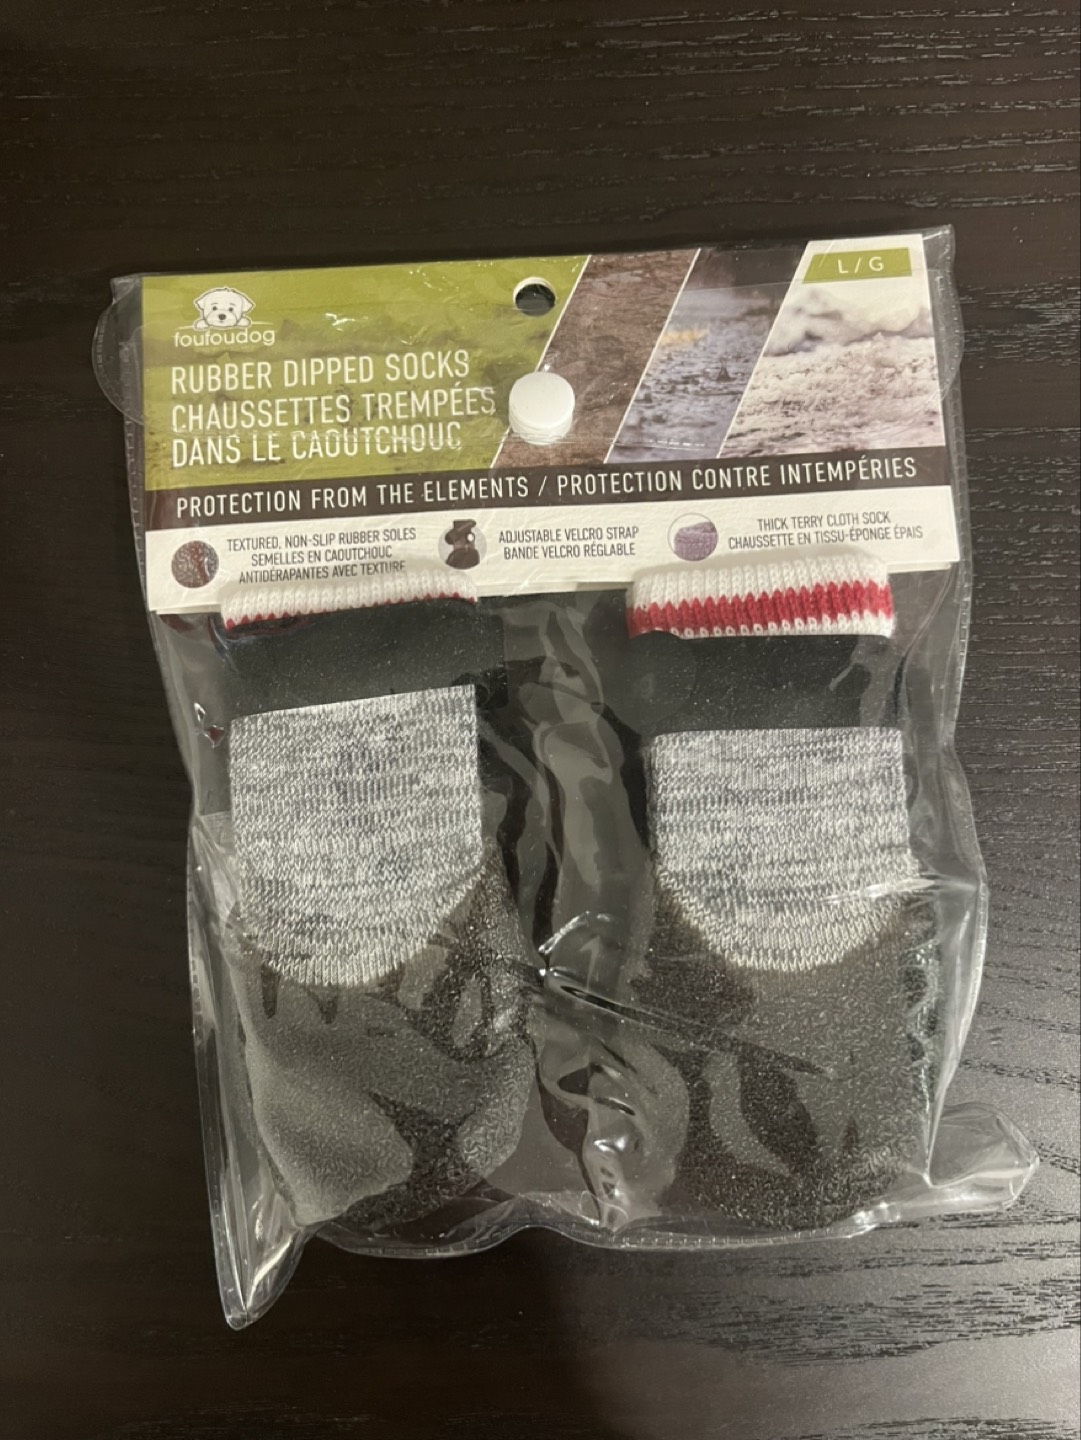 foufoudog
L / G
RUBBER DIPPED SOCKS
CHAUSSETTES TREMPÉES
DANS LE CAOUTCHOUC
PROTECTION FROM THE ELEMENTS / PROTECTION CONTRE INTEMPÉRIES
TEXTURED, NON-SLIP RUBBER SOLES
SEMELLES EN CAOUTCHOUC
ANTIDÉRAPANTES AVEC TEXTURE
ADJUSTABLE VELCRO STRAP
BANDE VELCRO RÉGLABLE
THICK TERRY CLOTH SOCK
CHAUSSETTE EN TISSU-ÉPONGE ÉPAIS